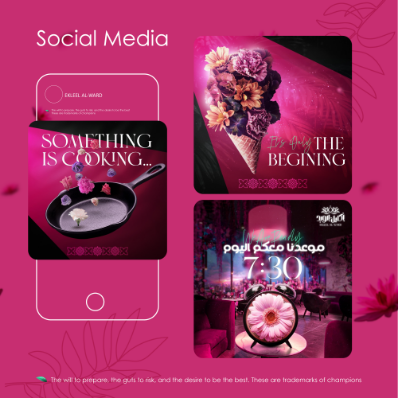 Social Media
EKLEEL AL-WARD
SOMETHING
IS COOKING...
It's Only THE
BEGINING
موعدنا معكم اليوم
7:30
The will to prepare. the guts to risk, and the desire to be the best. These are trademarks of champions